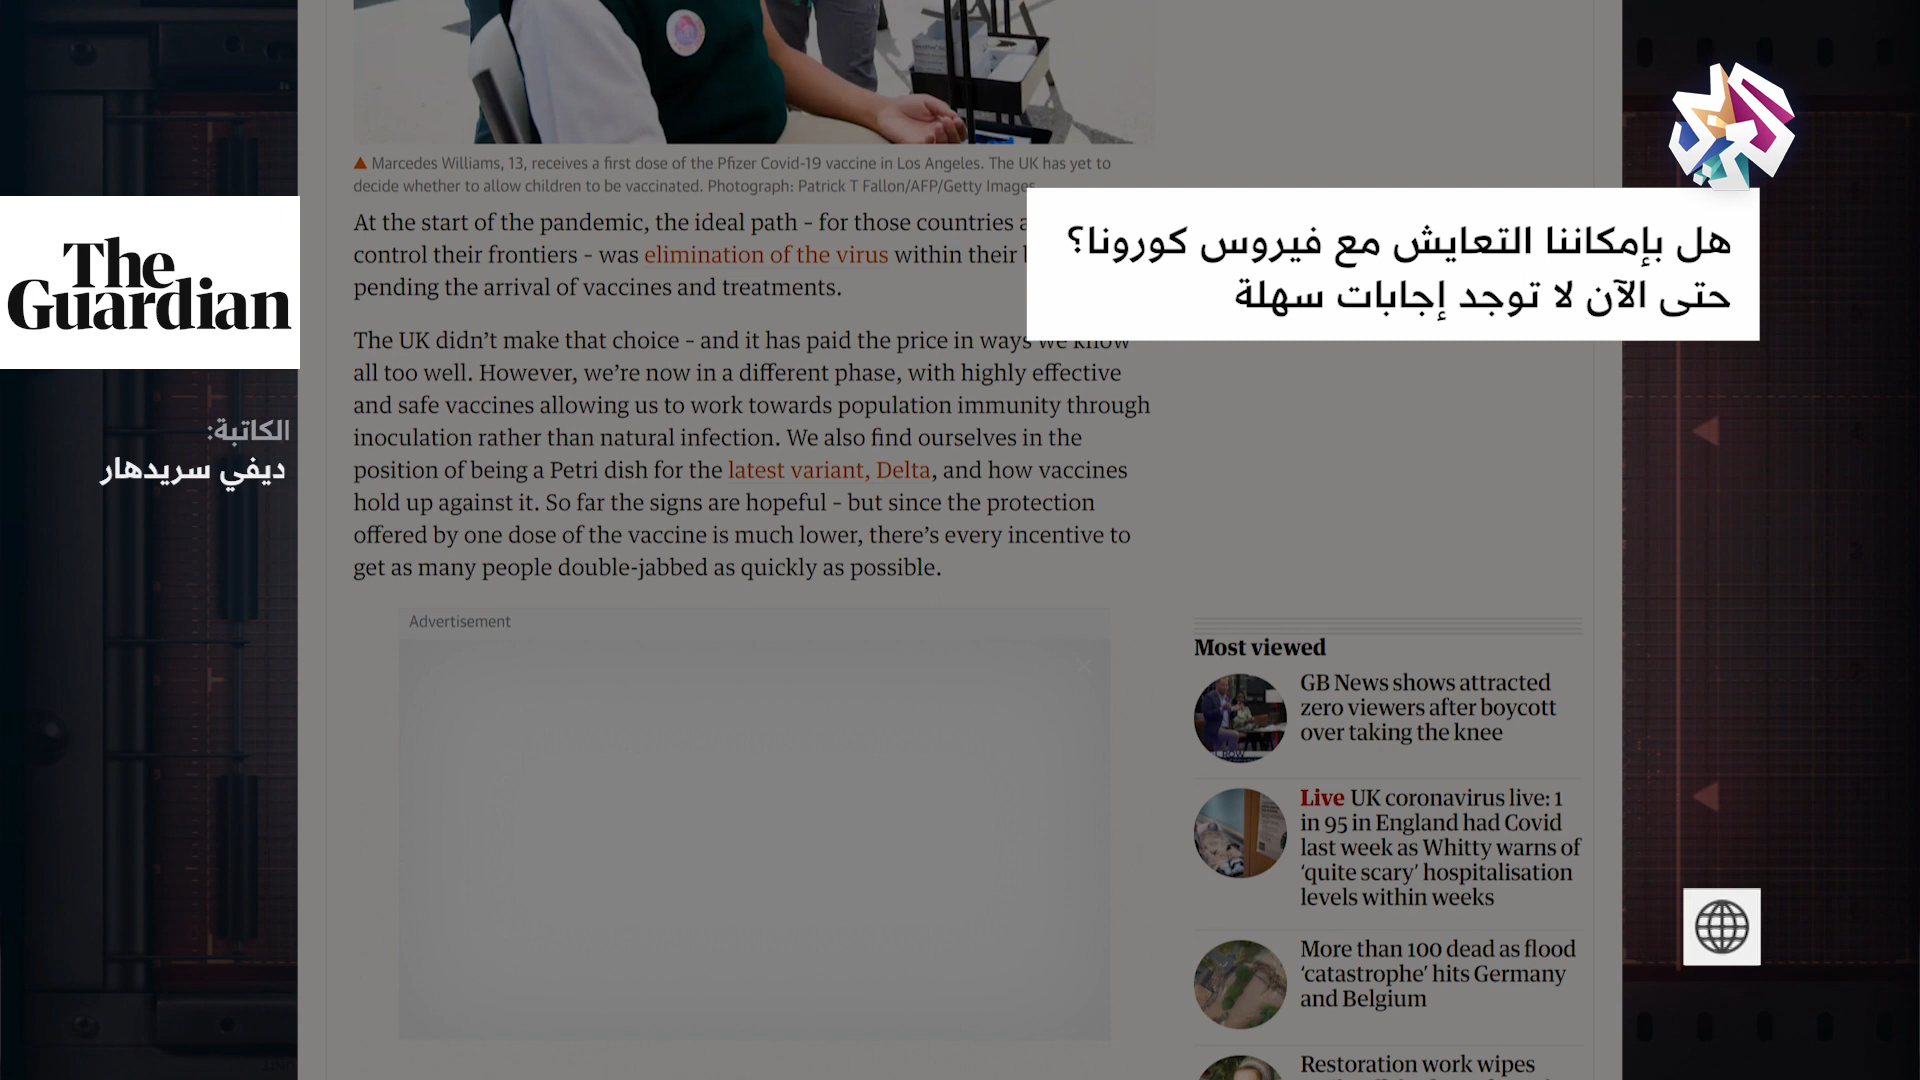 ▲ Marcedes Williams, 13, receives a first dose of the Pfizer Covid-19 vaccine in Los Angeles. The UK has yet to
decide whether to allow children to be vaccinated. Photograph: Patrick T Fallon/AFP/Getty Images
The
Guardian
الكاتبة:
ديفي سريدهار
هل بإمكاننا التعايش مع فيروس كورونا؟
حتى الآن لا توجد إجابات سهلة
At the start of the pandemic, the ideal path – for those countries
control their frontiers – was elimination of the virus within their
pending the arrival of vaccines and treatments.
The UK didn’t make that choice – and it has paid the price in ways we know
all too well. However, we’re now in a different phase, with highly effective
and safe vaccines allowing us to work towards population immunity through
inoculation rather than natural infection. We also find ourselves in the
position of being a Petri dish for the latest variant, Delta, and how vaccines
hold up against it. So far the signs are hopeful – but since the protection
offered by one dose of the vaccine is much lower, there’s every incentive to
get as many people double-jabbed as quickly as possible.
Advertisement
Most viewed
GB News shows attracted
zero viewers after boycott
over taking the knee
Live UK coronavirus live: 1
in 95 in England had Covid
last week as Whitty warns of
‘quite scary’ hospitalisation
levels within weeks
More than 100 dead as flood
‘catastrophe’ hits Germany
and Belgium
Restoration work wipes